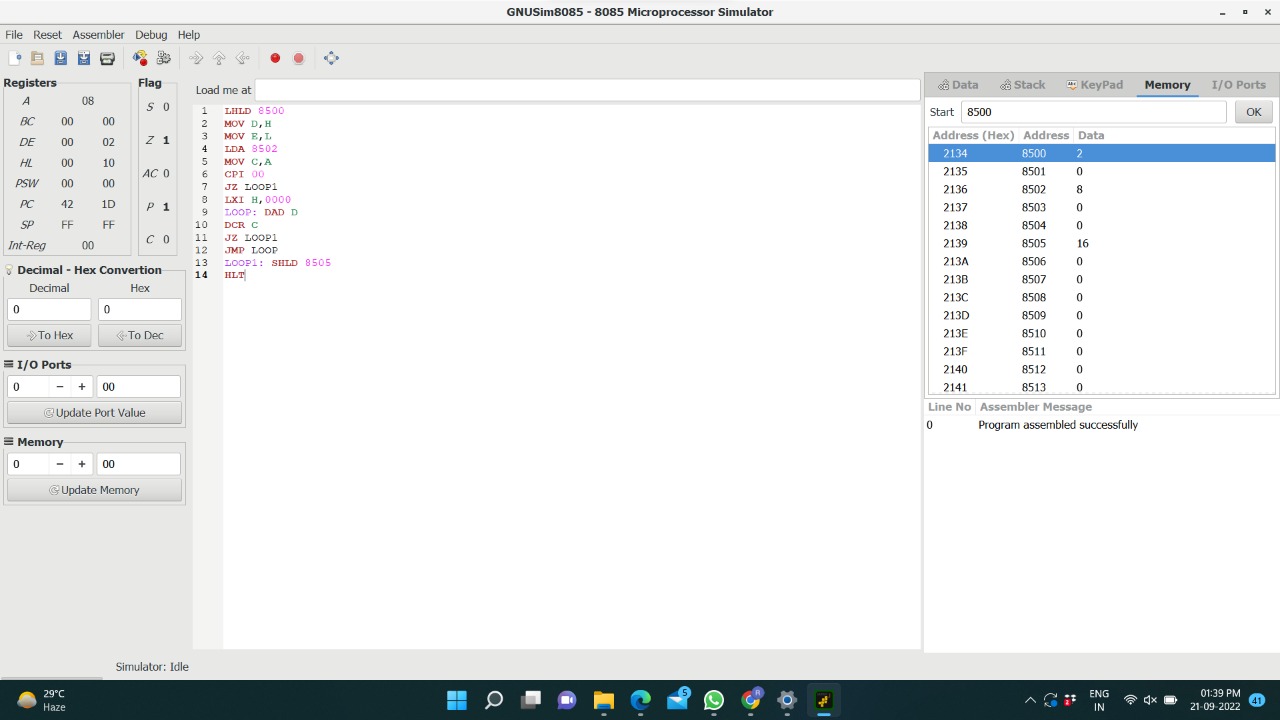 GNUSim8085 - 8085 Microprocessor Simulator
File Reset Assembler Debug Help
Registers
A 08
BC 00 00
DE 00 02
HL 00 10
PSW 00 00
PC 42 1D
SP FF FF
Int-Reg 00
Flag
S 0
Z 1
AC 0
P 1
C 0
Decimal - Hex Convertion
Decimal Hex
0 0
To Hex To Dec
I/O Ports
0 − + 00
Update Port Value
Memory
0 − + 00
Update Memory
Load me at
1 LHLD 8500
2 MOV D,H
3 MOV E,L
4 LDA 8502
5 MOV C,A
6 CPI 00
7 JZ LOOP1
8 LXI H,0000
9 LOOP: DAD D
10 DCR C
11 JZ LOOP1
12 JMP LOOP
13 LOOP1: SHLD 8505
14 HLT
Data Stack KeyPad Memory I/O Ports
Start 8500 OK
Address (Hex) Address Data
2134 8500 2
2135 8501 0
2136 8502 8
2137 8503 0
2138 8504 0
2139 8505 16
213A 8506 0
213B 8507 0
213C 8508 0
213D 8509 0
213E 8510 0
213F 8511 0
2140 8512 0
2141 8513 0
Line No Assembler Message
0 Program assembled successfully
Simulator: Idle
29°C
Haze
5
R
ENG
IN
01:39 PM
21-09-2022
41